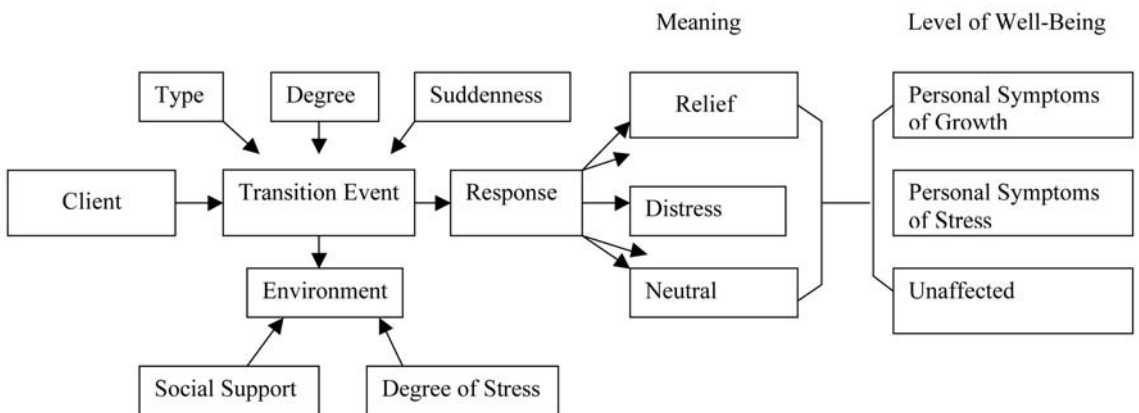 Meaning
Level of Well-Being
Type
Degree
Suddenness
Relief
Personal Symptoms
of Growth
Client
Transition Event
Response
Distress
Personal Symptoms
of Stress
Environment
Neutral
Unaffected
Social Support
Degree of Stress